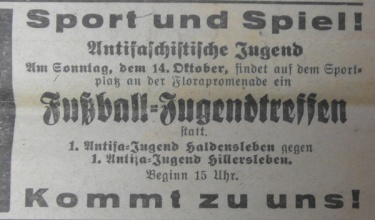 Sport und Spiel!
Antifaschistische Jugend
Am Sonntag, dem 14. Oktober, findet auf dem Sport-
platz an der Florapromenade ein
Fußball-Jugendtreffen
statt.
1. Antifa-Jugend Haldensleben gegen
1. Antifa-Jugend Hillersleben.
Beginn 15 Uhr.
Kommt zu uns!